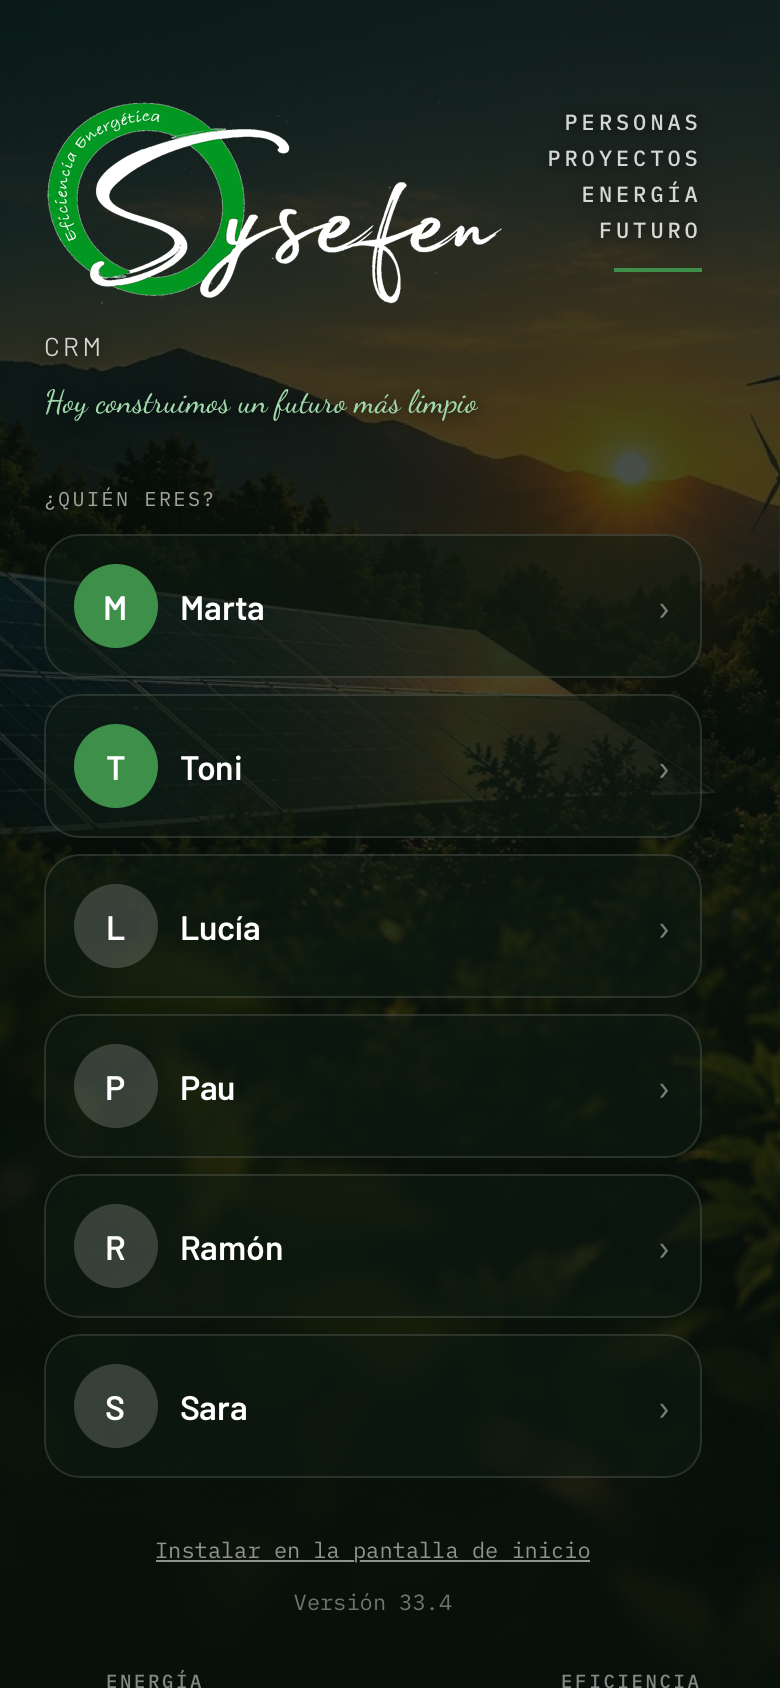 Eficiencia Energética
Sysefen
PERSONAS
PROYECTOS
ENERGÍA
FUTURO
CRM
Hoy construimos un futuro más limpio
¿QUIÉN ERES?
M Marta ›
T Toni ›
L Lucía ›
P Pau ›
R Ramón ›
S Sara ›
Instalar en la pantalla de inicio
Versión 33.4
ENERGÍA EFICIENCIA